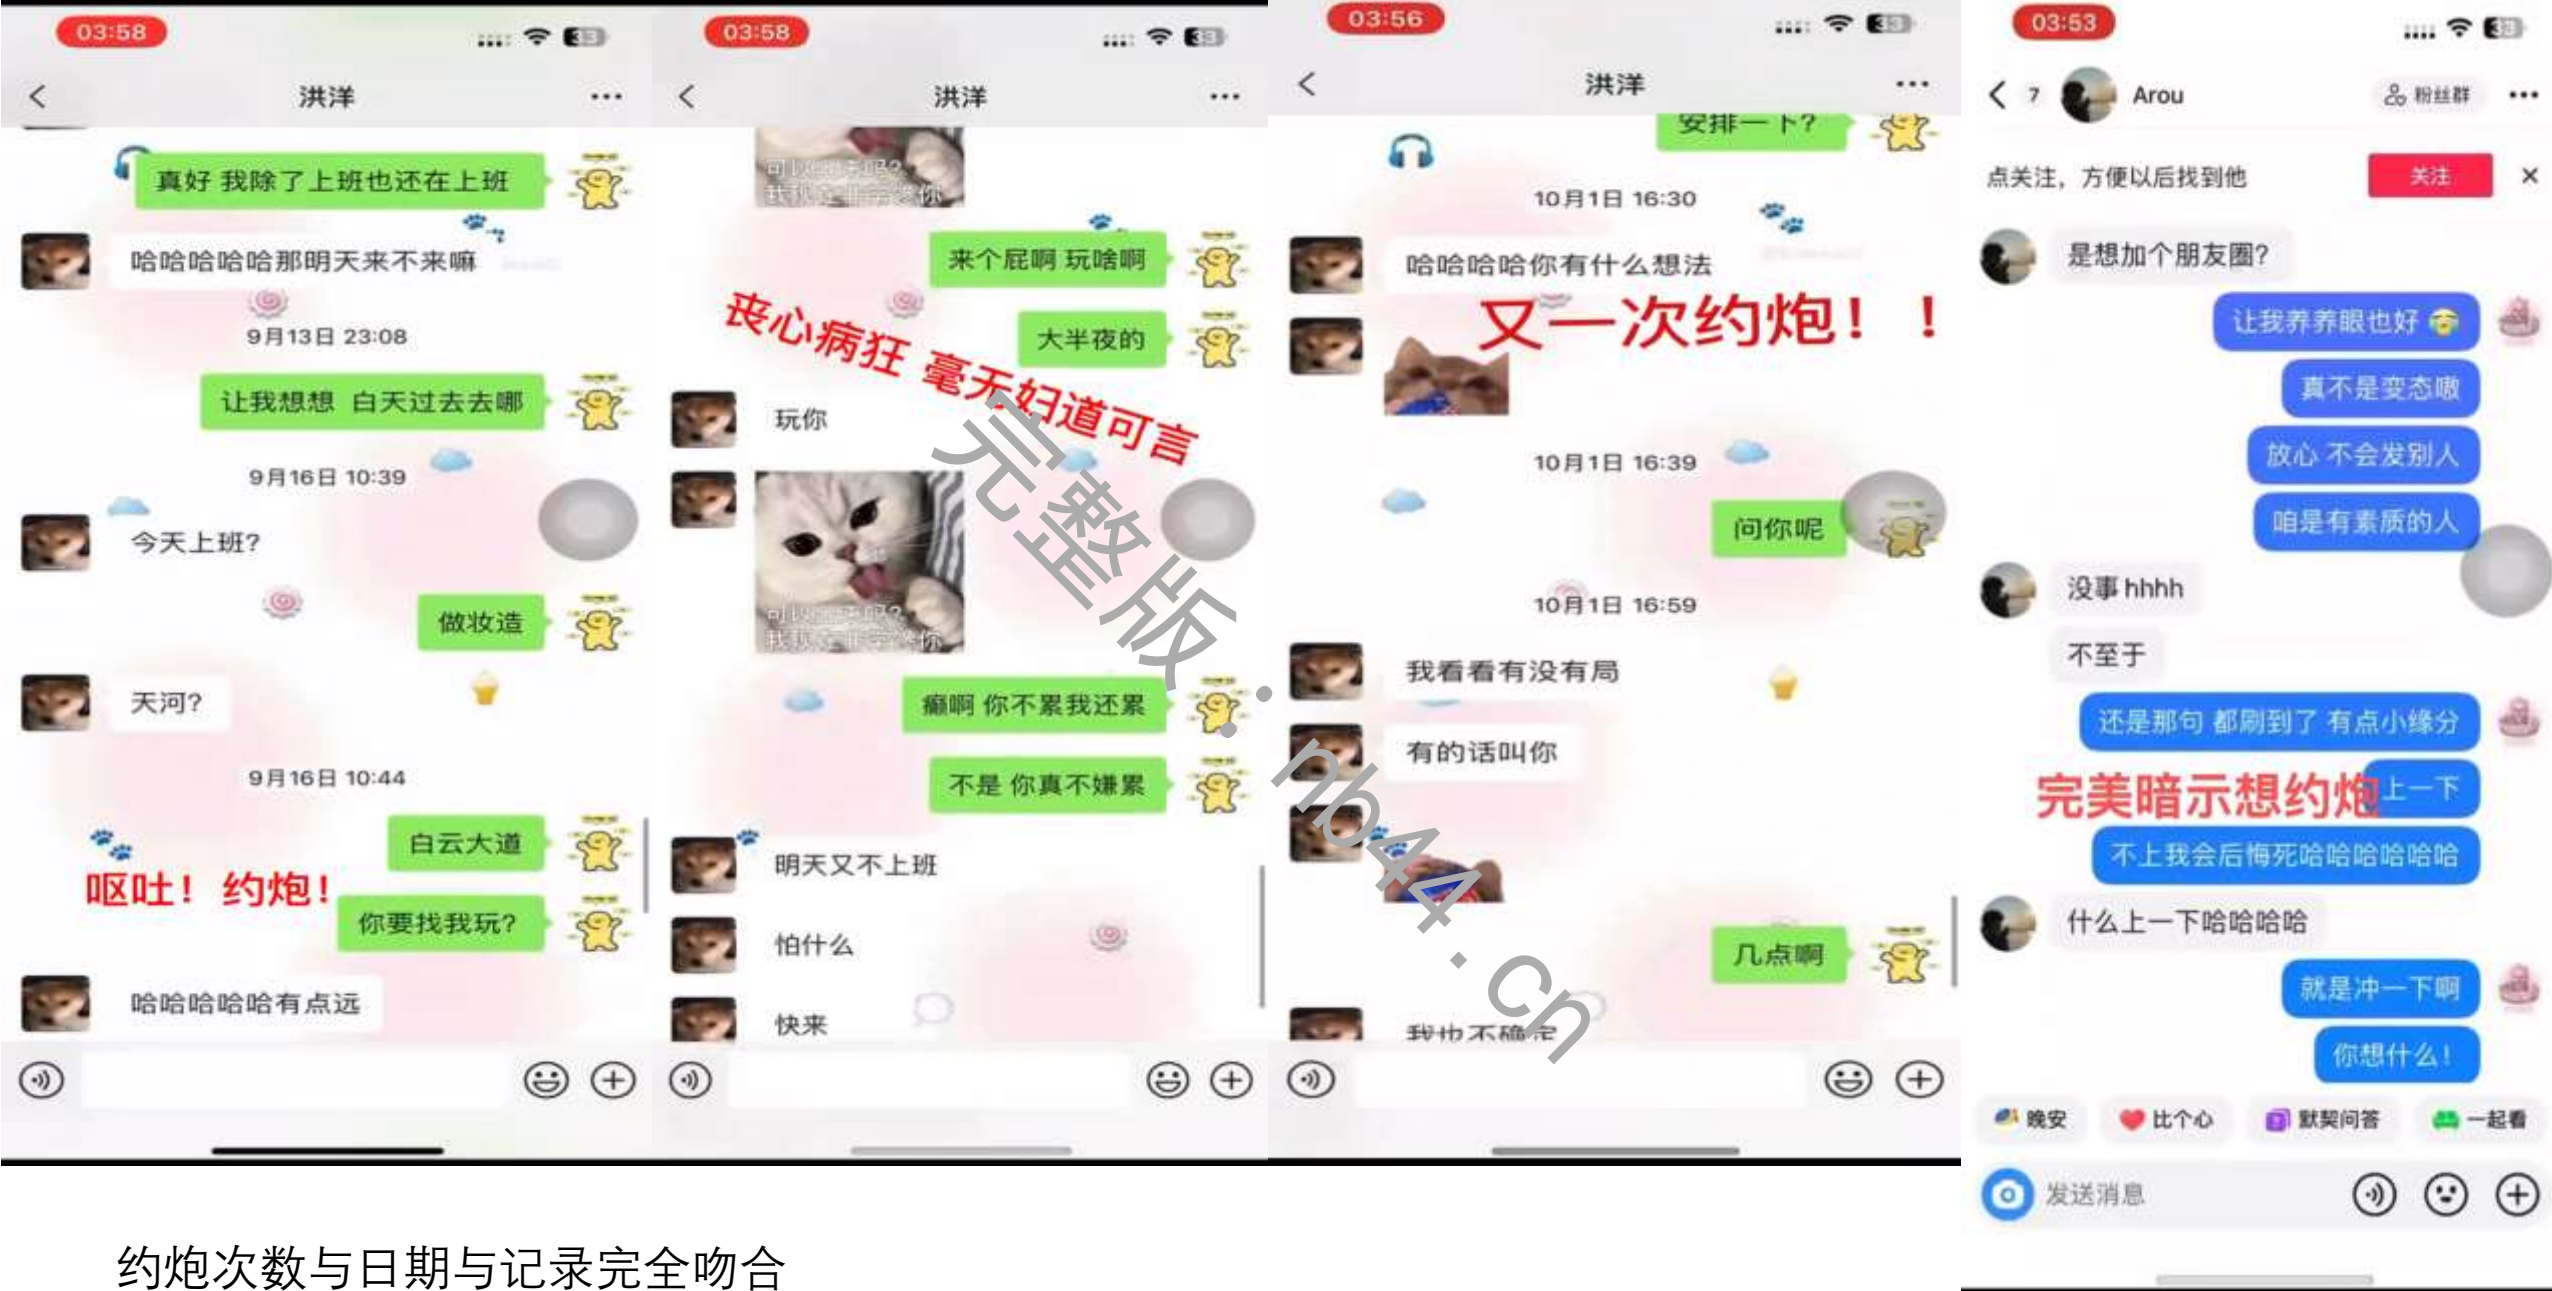 03:58
33
洪洋
真好 我除了上班也还在上班
哈哈哈哈哈那明天来不来嘛
9月13日 23:08
让我想想 白天过去去哪
9月16日 10:39
今天上班?
做妆造
天河?
9月16日 10:44
白云大道
呕吐！约炮！
你要找我玩?
哈哈哈哈哈有点远
03:58
33
洪洋
来个屁啊 玩啥啊
大半夜的
丧心病狂 毫无妇道可言
玩你
癫啊 你不累我还累
不是 你真不嫌累
明天又不上班
怕什么
快来
03:56
33
洪洋
安排一下?
10月1日 16:30
哈哈哈哈你有什么想法
又一次约炮！！
10月1日 16:39
问你呢
10月1日 16:59
我看看有没有局
有的话叫你
几点啊
我也不确定
03:53
33
7
Arou
粉丝群
点关注，方便以后找到他
关注
是想加个朋友圈?
让我养养眼也好
真不是变态嗷
放心 不会发别人
咱是有素质的人
没事hhhh
不至于
还是那句 都刷到了 有点小缘分
完美暗示想约炮
上一下
不上我会后悔死哈哈哈哈哈哈
什么上一下哈哈哈哈
就是冲一下啊
你想什么！
晚安
比个心
默契问答
一起看
发送消息
完整版：nb44.cn
约炮次数与日期与记录完全吻合